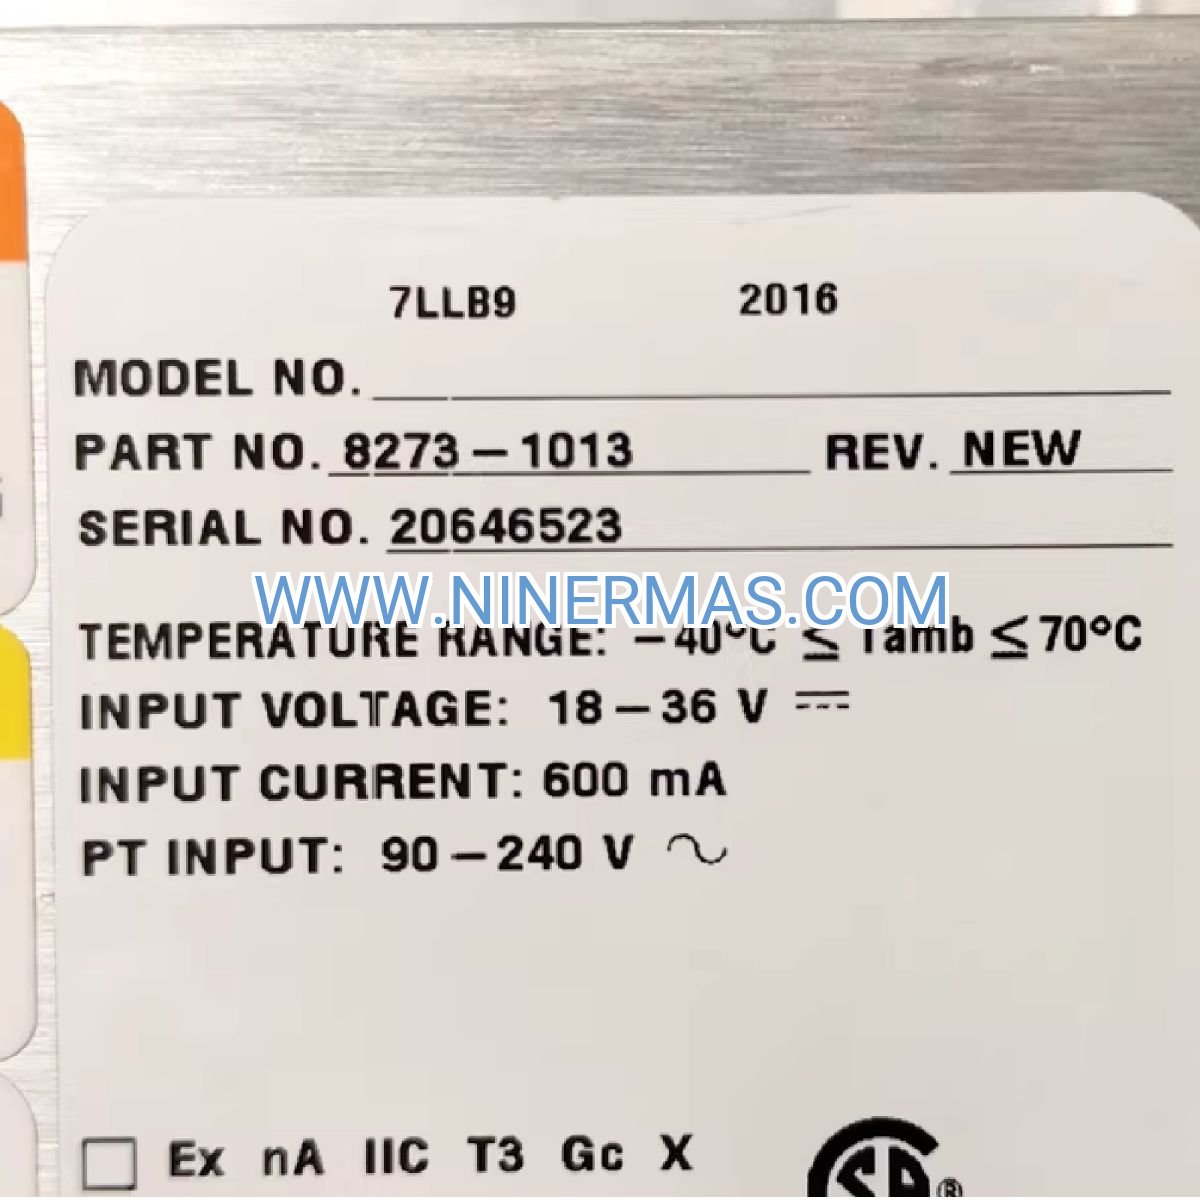 7LLB9 2016
MODEL NO.
PART NO. 8273-1013 REV. NEW
SERIAL NO. 20646523
WWW.NINERMAS.COM
TEMPERATURE RANGE: -40°C ≤ Tamb ≤ 70°C
INPUT VOLTAGE: 18-36 V ⎓
INPUT CURRENT: 600 mA
PT INPUT: 90-240 V ∿
☐ Ex nA IIC T3 Gc X
SA ®